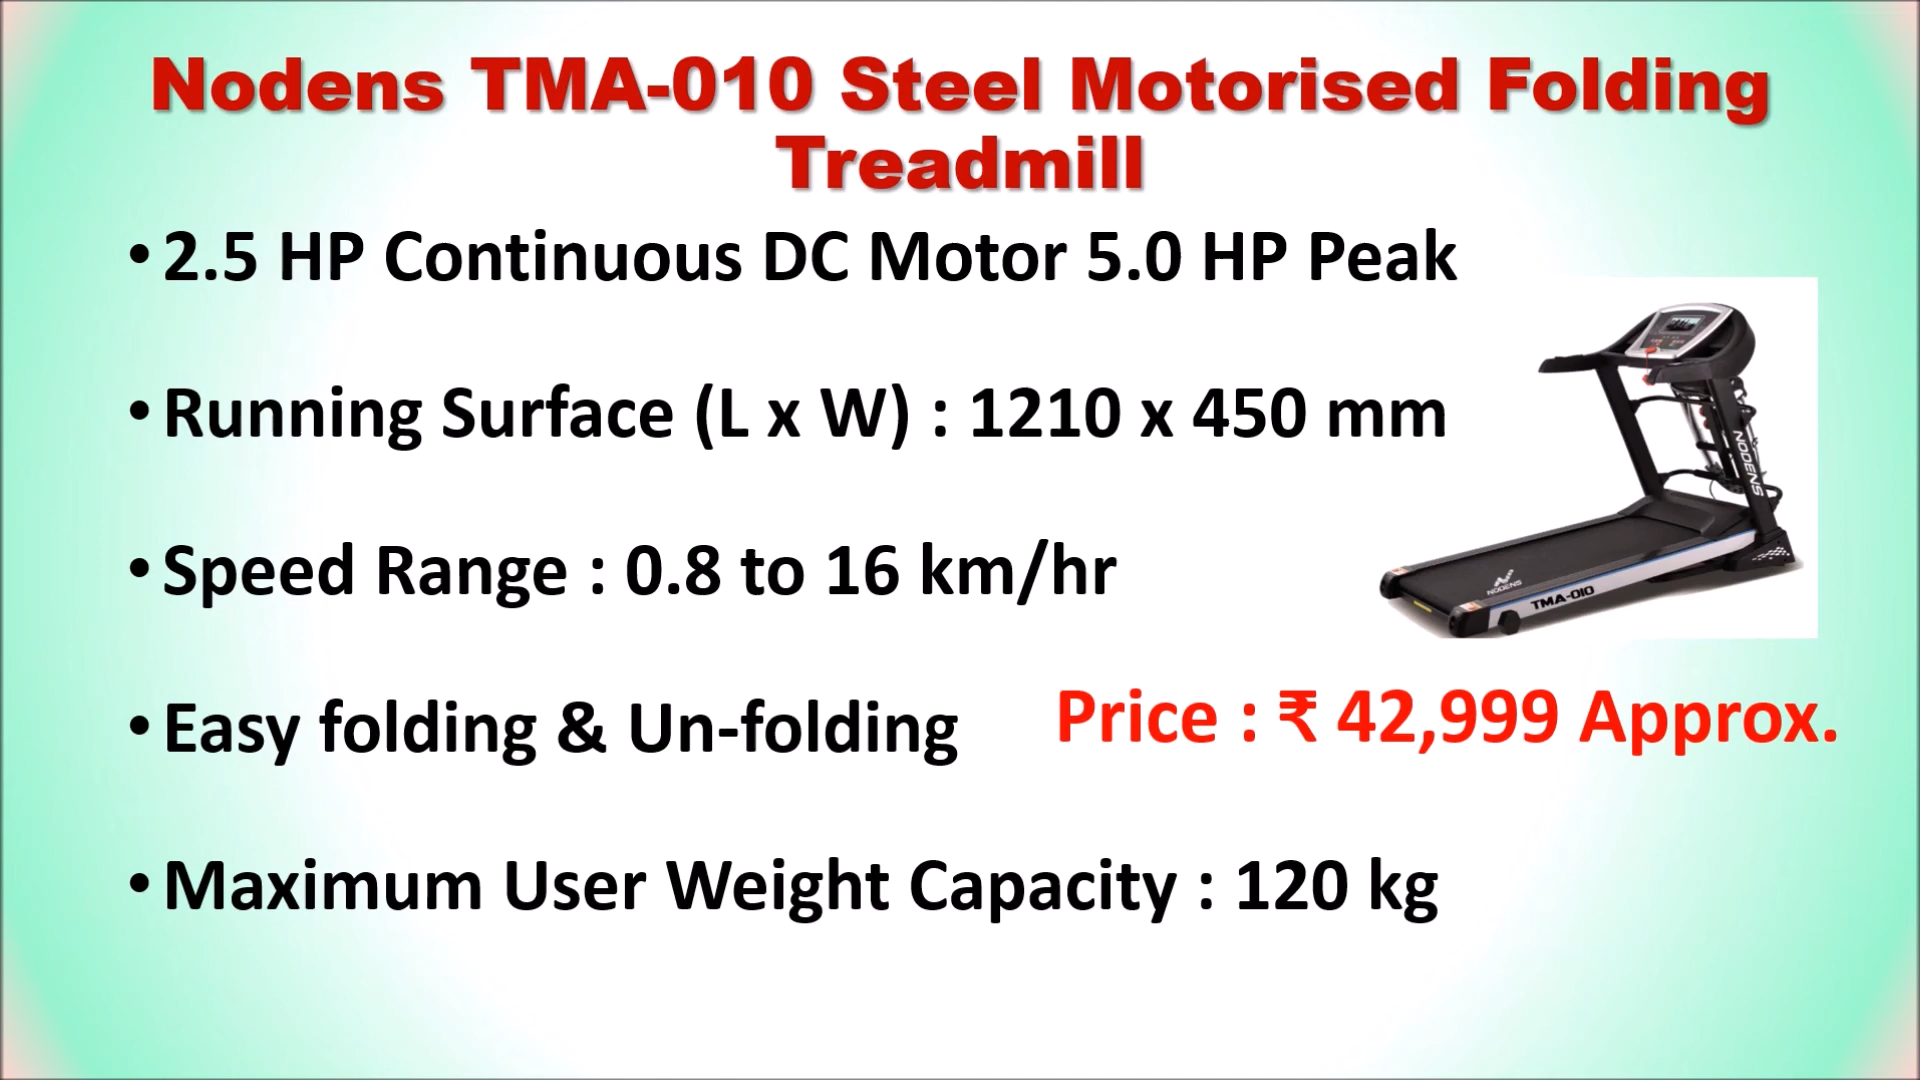 Nodens TMA-010 Steel Motorised Folding
Treadmill
• 2.5 HP Continuous DC Motor 5.0 HP Peak
• Running Surface (L x W) : 1210 x 450 mm
• Speed Range : 0.8 to 16 km/hr
• Easy folding & Un-folding
Price : ₹ 42,999 Approx.
• Maximum User Weight Capacity : 120 kg
NODENS
NODENS
TMA-010